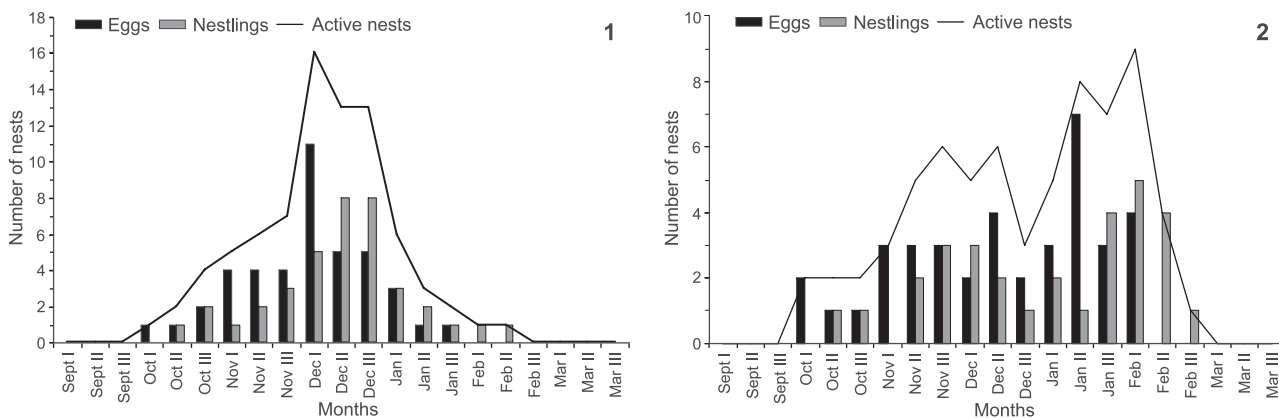 18
16
14
12
10
8
6
4
2
0
Number of nests
Eggs Nestlings Active nests
1
Sept I Sept II Sept III Oct I Oct II Oct III Nov I Nov II Nov III Dec I Dec II Dec III Jan I Jan II Jan III Feb I Feb II Feb III Mar I Mar II Mar III
Months
10
8
6
4
2
0
Number of nests
Eggs Nestlings Active nests
2
Sept I Sept II Sept III Oct I Oct II Oct III Nov I Nov II Nov III Dec I Dec II Dec III Jan I Jan II Jan III Feb I Feb II Feb III Mar I Mar II Mar III
Months